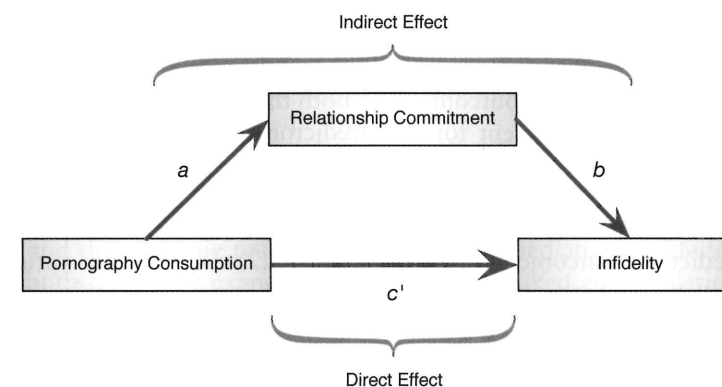 Indirect Effect
Relationship Commitment
a
b
Pornography Consumption
Infidelity
c'
Direct Effect